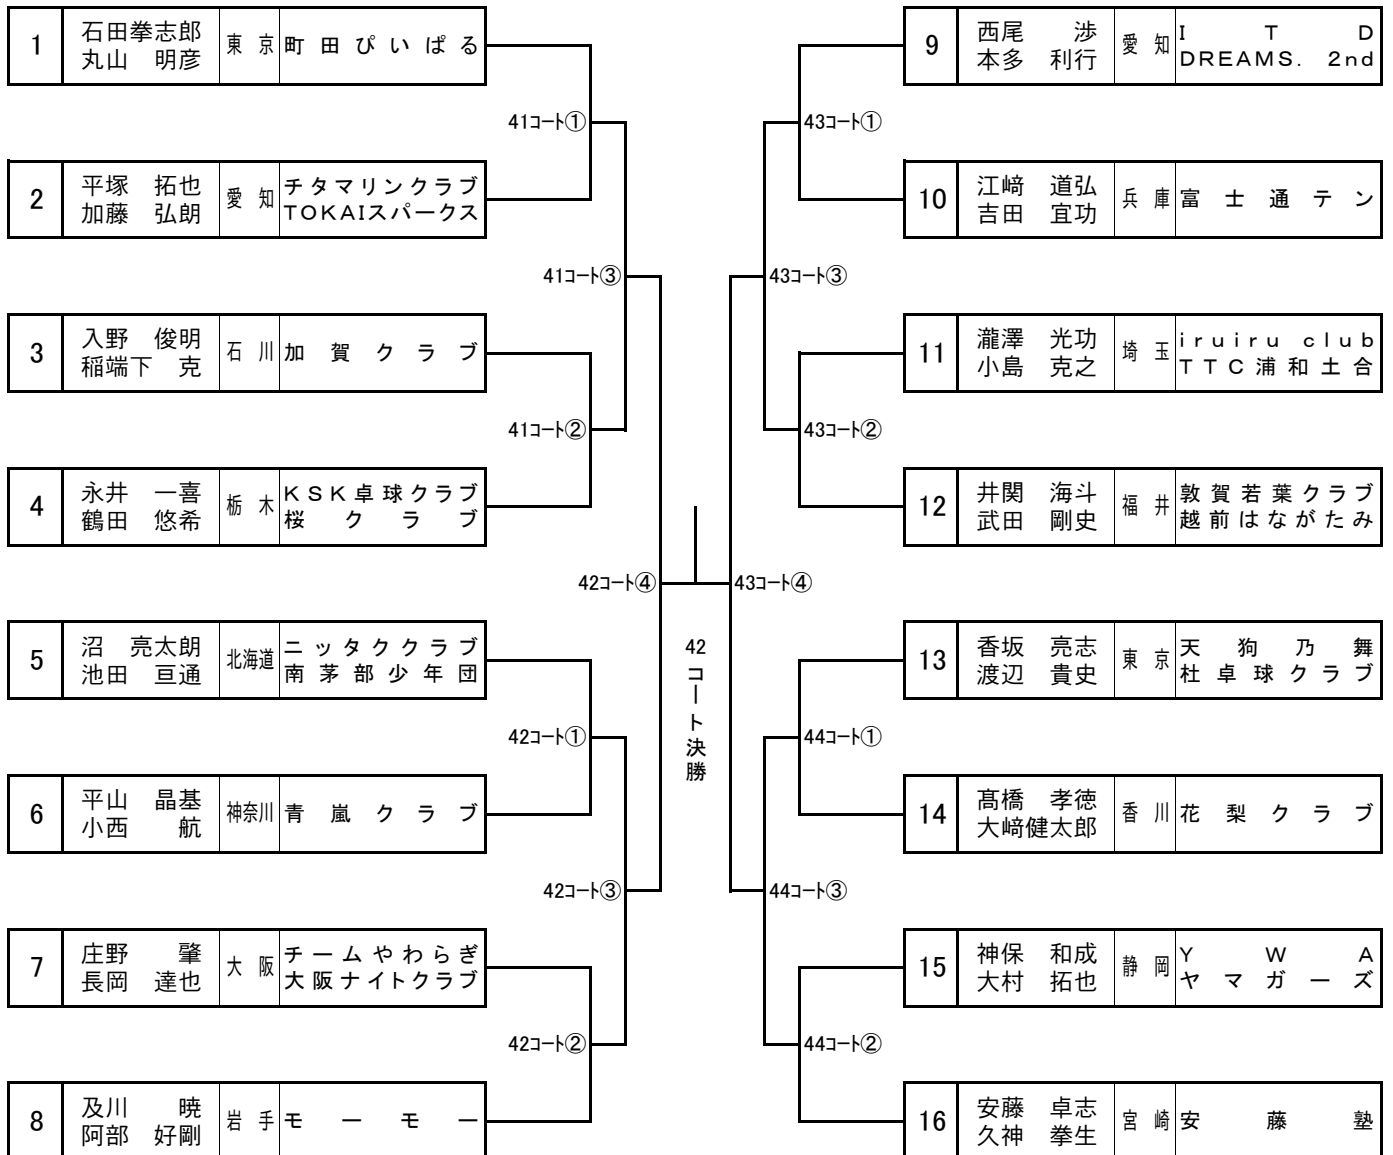 1 石田拳志郎 東京 町田ぴいぱる
丸山 明彦
41コート①
2 平塚 拓也 愛知 チタマリンクラブ
加藤 弘朗 TOKAIスパークス
41コート③
3 入野 俊明 石川 加賀クラブ
稲端下 克
41コート②
4 永井 一喜 栃木 KSK卓球クラブ
鶴田 悠希 桜クラブ
42コート④
5 沼 亮太朗 北海道 ニッタククラブ
池田 亘通 南茅部少年団
42コート①
6 平山 晶基 神奈川 青嵐クラブ
小西 航
42コート③
7 庄野 肇 大阪 チームやわらぎ
長岡 達也 大阪ナイトクラブ
42コート②
8 及川 暁 岩手 モーモー
阿部 好剛
42コート決勝
9 西尾 渉 愛知 ITD
本多 利行 DREAMS. 2nd
43コート①
10 江﨑 道弘 兵庫 富士通テン
吉田 宜功
43コート③
11 瀧澤 光功 埼玉 iruiru club
小島 克之 TTC浦和土合
43コート②
12 井関 海斗 福井 敦賀若葉クラブ
武田 剛史 越前はながたみ
43コート④
13 香坂 亮志 東京 天狗乃舞
渡辺 貴史 杜卓球クラブ
44コート①
14 髙橋 孝徳 香川 花梨クラブ
大﨑健太郎
44コート③
15 神保 和成 静岡 YWA
大村 拓也 ヤマガーズ
44コート②
16 安藤 卓志 宮崎 安藤塾
久神 拳生